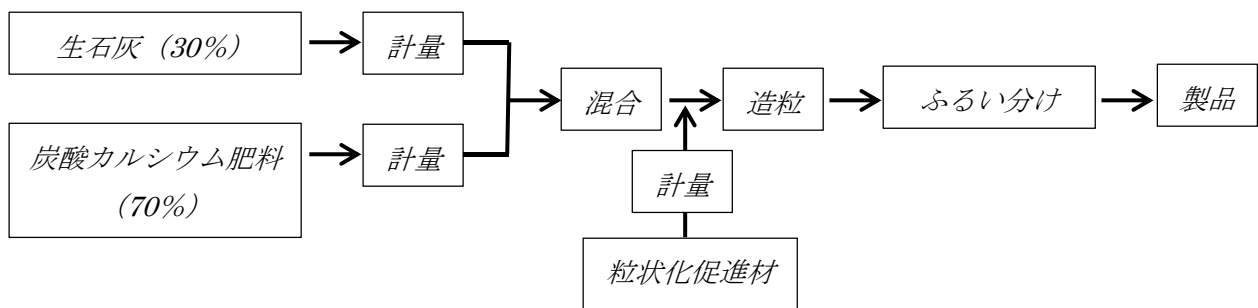 生石灰(30%)
計量
炭酸カルシウム肥料
(70%)
計量
混合
造粒
ふるい分け
製品
計量
粒状化促進材